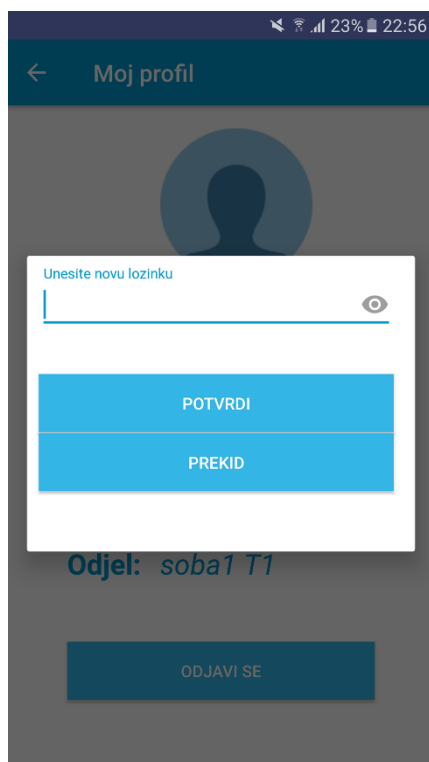 23% 22:56
Moj profil
Unesite novu lozinku
POTVRDI
PREKID
Odjel: soba1 T1
ODJAVI SE